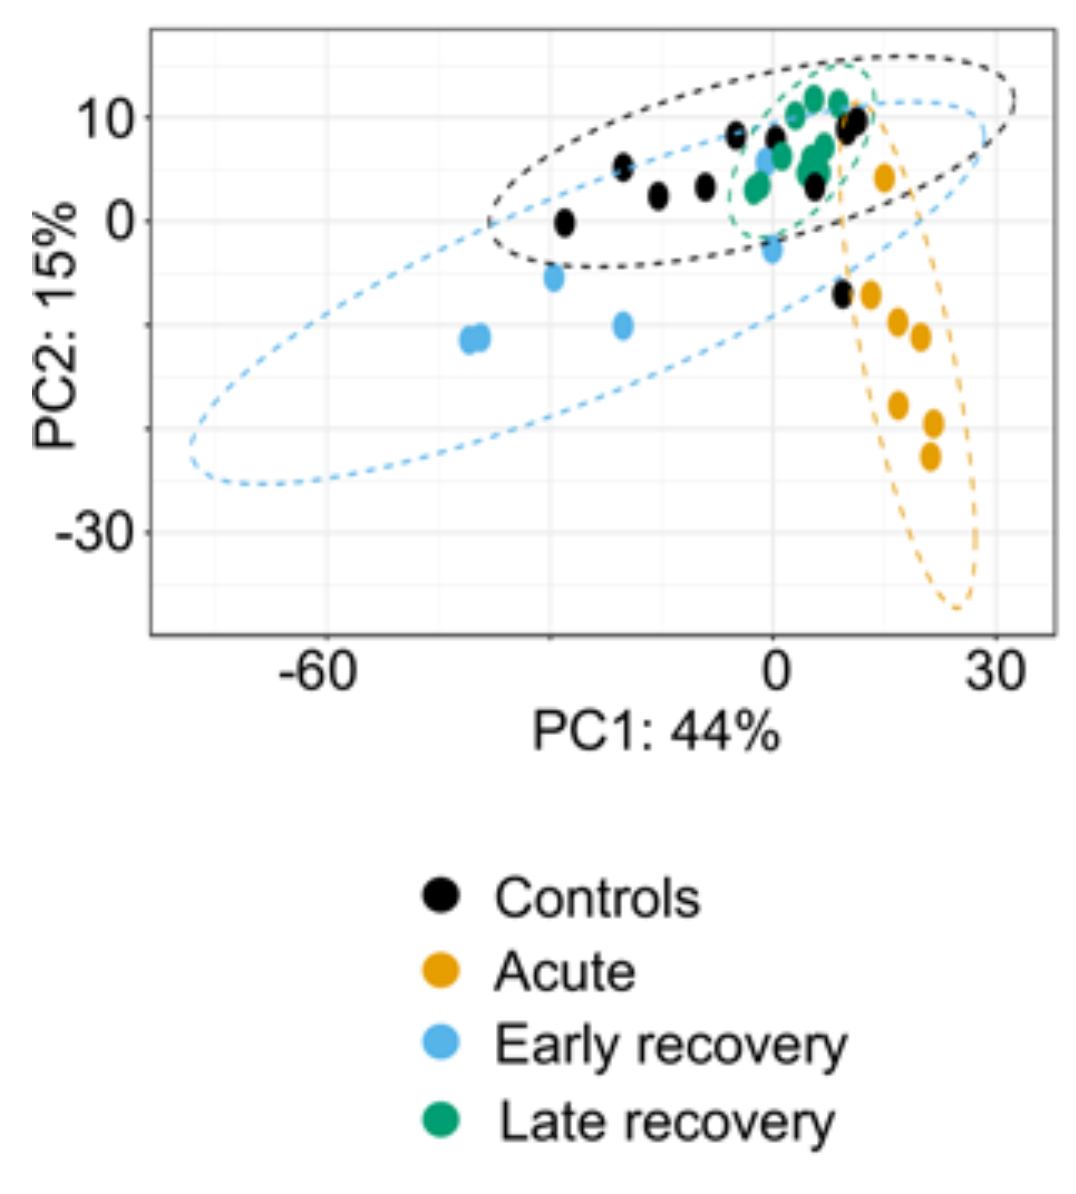 10
0
-30
PC2: 15%
-60
0
30
PC1: 44%
Controls
Acute
Early recovery
Late recovery